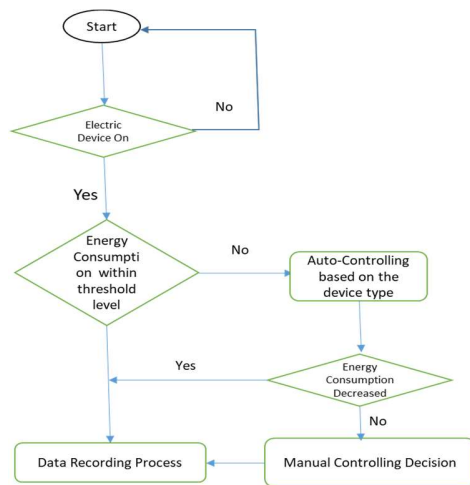 Start
No
Electric
Device On
Yes
Energy
Consumpti
on within
threshold
level
No
Auto-Controlling
based on the
device type
Yes
Energy
Consumption
Decreased
No
Data Recording Process
Manual Controlling Decision